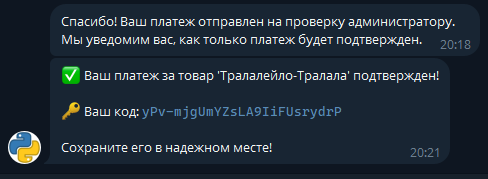 Спасибо! Ваш платеж отправлен на проверку администратору.
Мы уведомим вас, как только платеж будет подтвержден.
20:18
✅ Ваш платеж за товар 'Тралалейло-Тралала' подтвержден!
🔑 Ваш код: yPv-mjgUmYZsLA9IiFUsrydrP
Сохраните его в надежном месте!
20:21